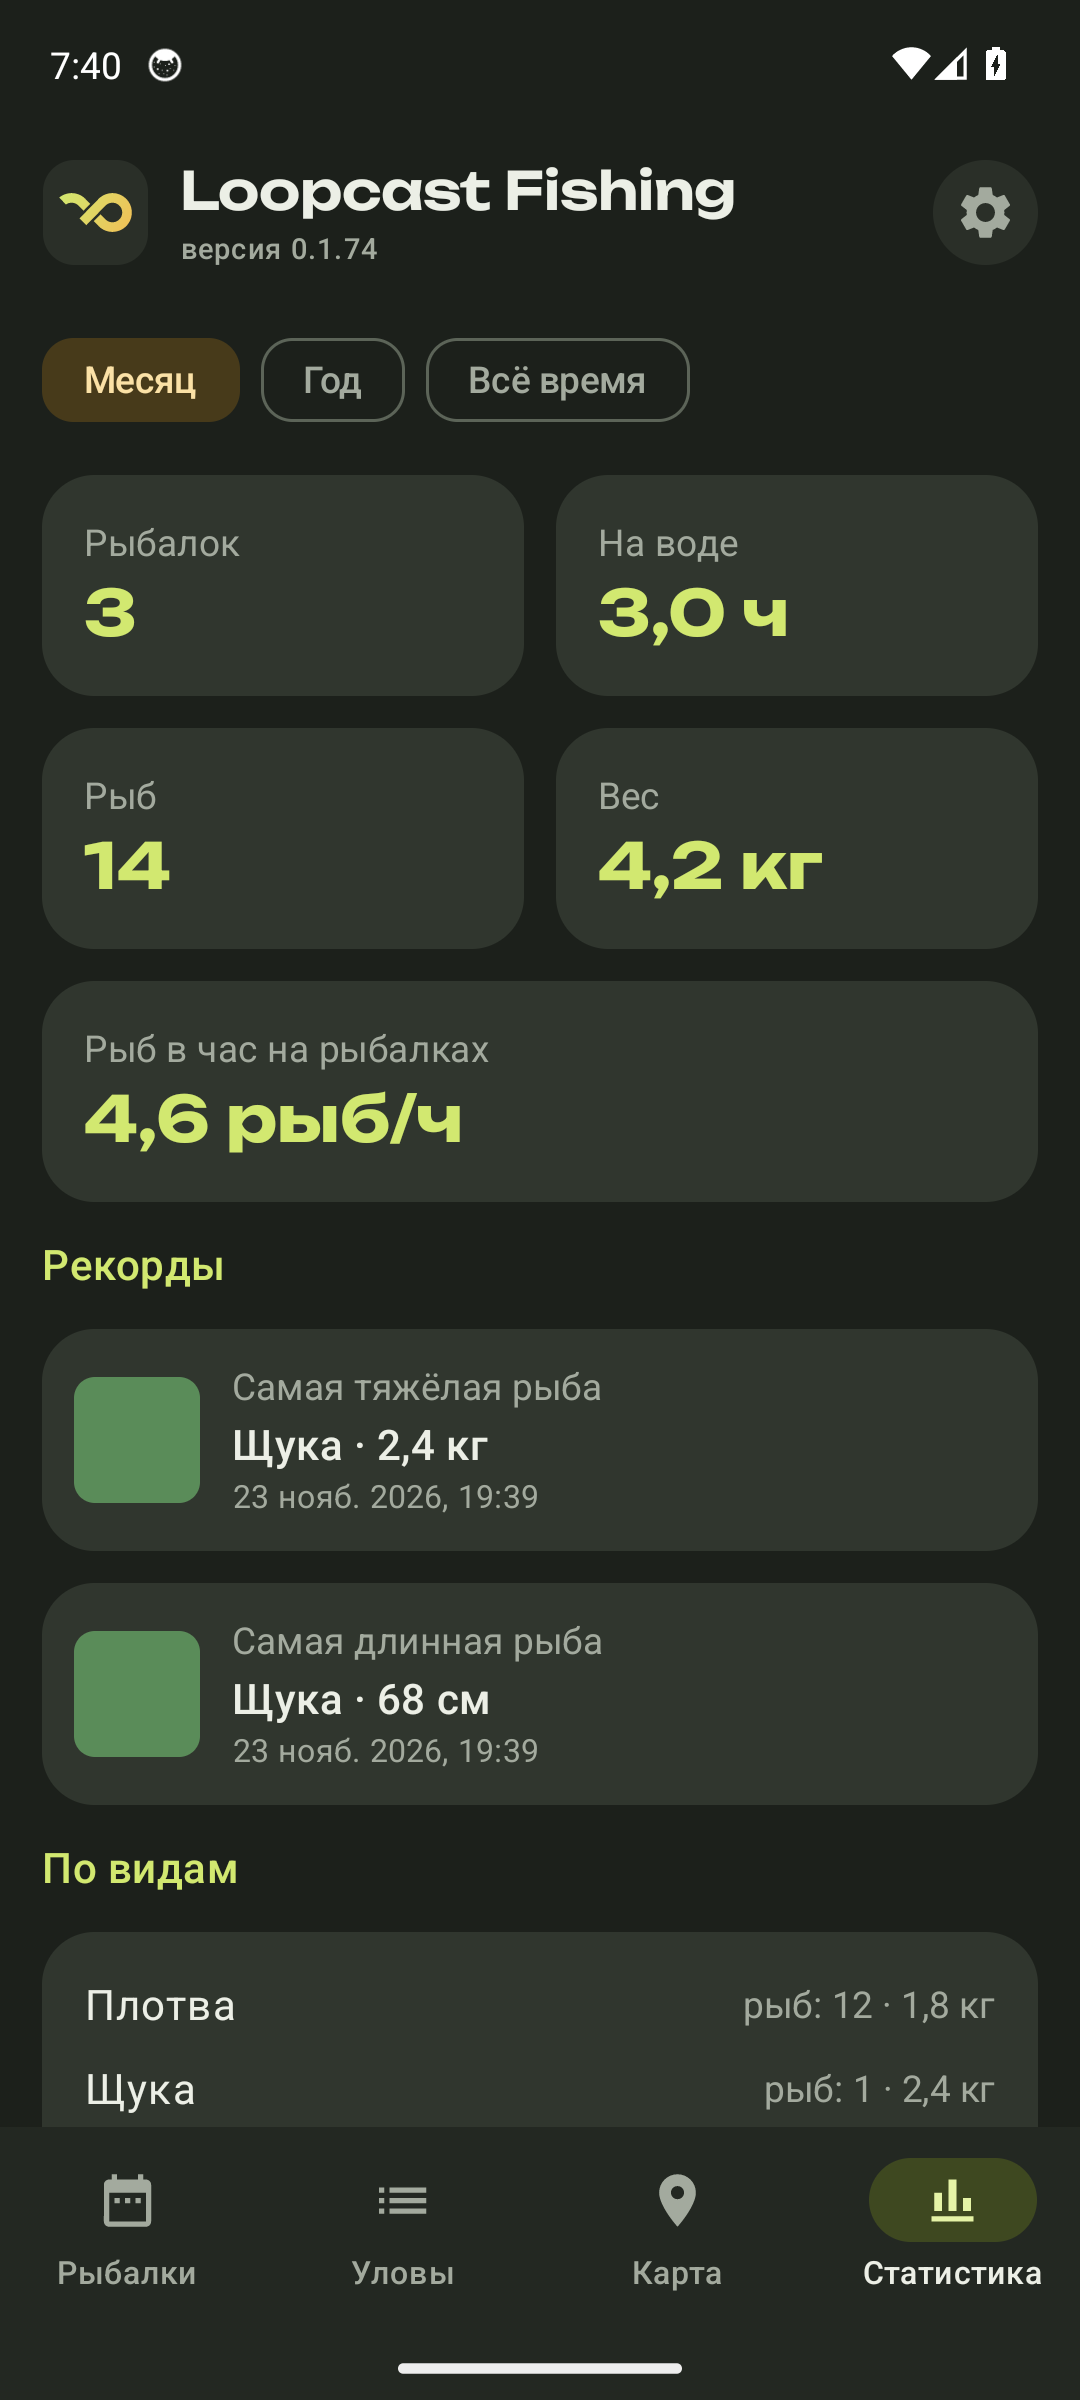 7:40
Loopcast Fishing
версия 0.1.74
Месяц
Год
Всё время
Рыбалок
3
На воде
3,0 ч
Рыб
14
Вес
4,2 кг
Рыб в час на рыбалках
4,6 рыб/ч
Рекорды
Самая тяжёлая рыба
Щука · 2,4 кг
23 нояб. 2026, 19:39
Самая длинная рыба
Щука · 68 см
23 нояб. 2026, 19:39
По видам
Плотва рыб: 12 · 1,8 кг
Щука рыб: 1 · 2,4 кг
Рыбалки
Уловы
Карта
Статистика